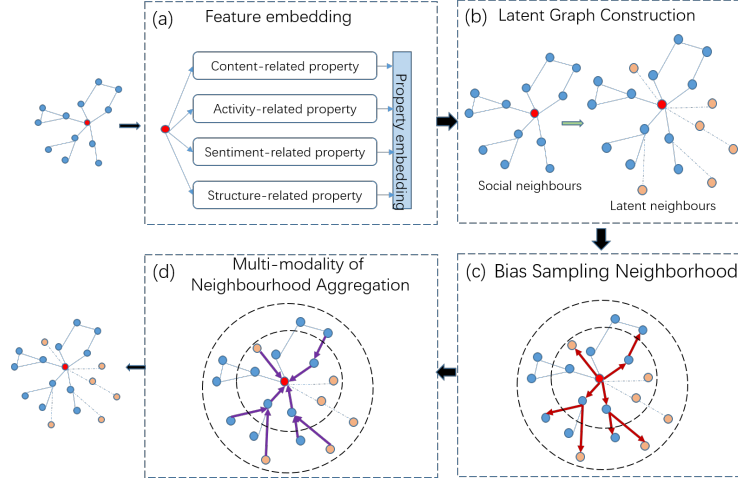 (a) Feature embedding
Content-related property
Activity-related property
Sentiment-related property
Structure-related property
Property embedding
(b) Latent Graph Construction
Social neighbours
Latent neighbours
(d) Multi-modality of
Neighbourhood Aggregation
(c) Bias Sampling Neighborhood